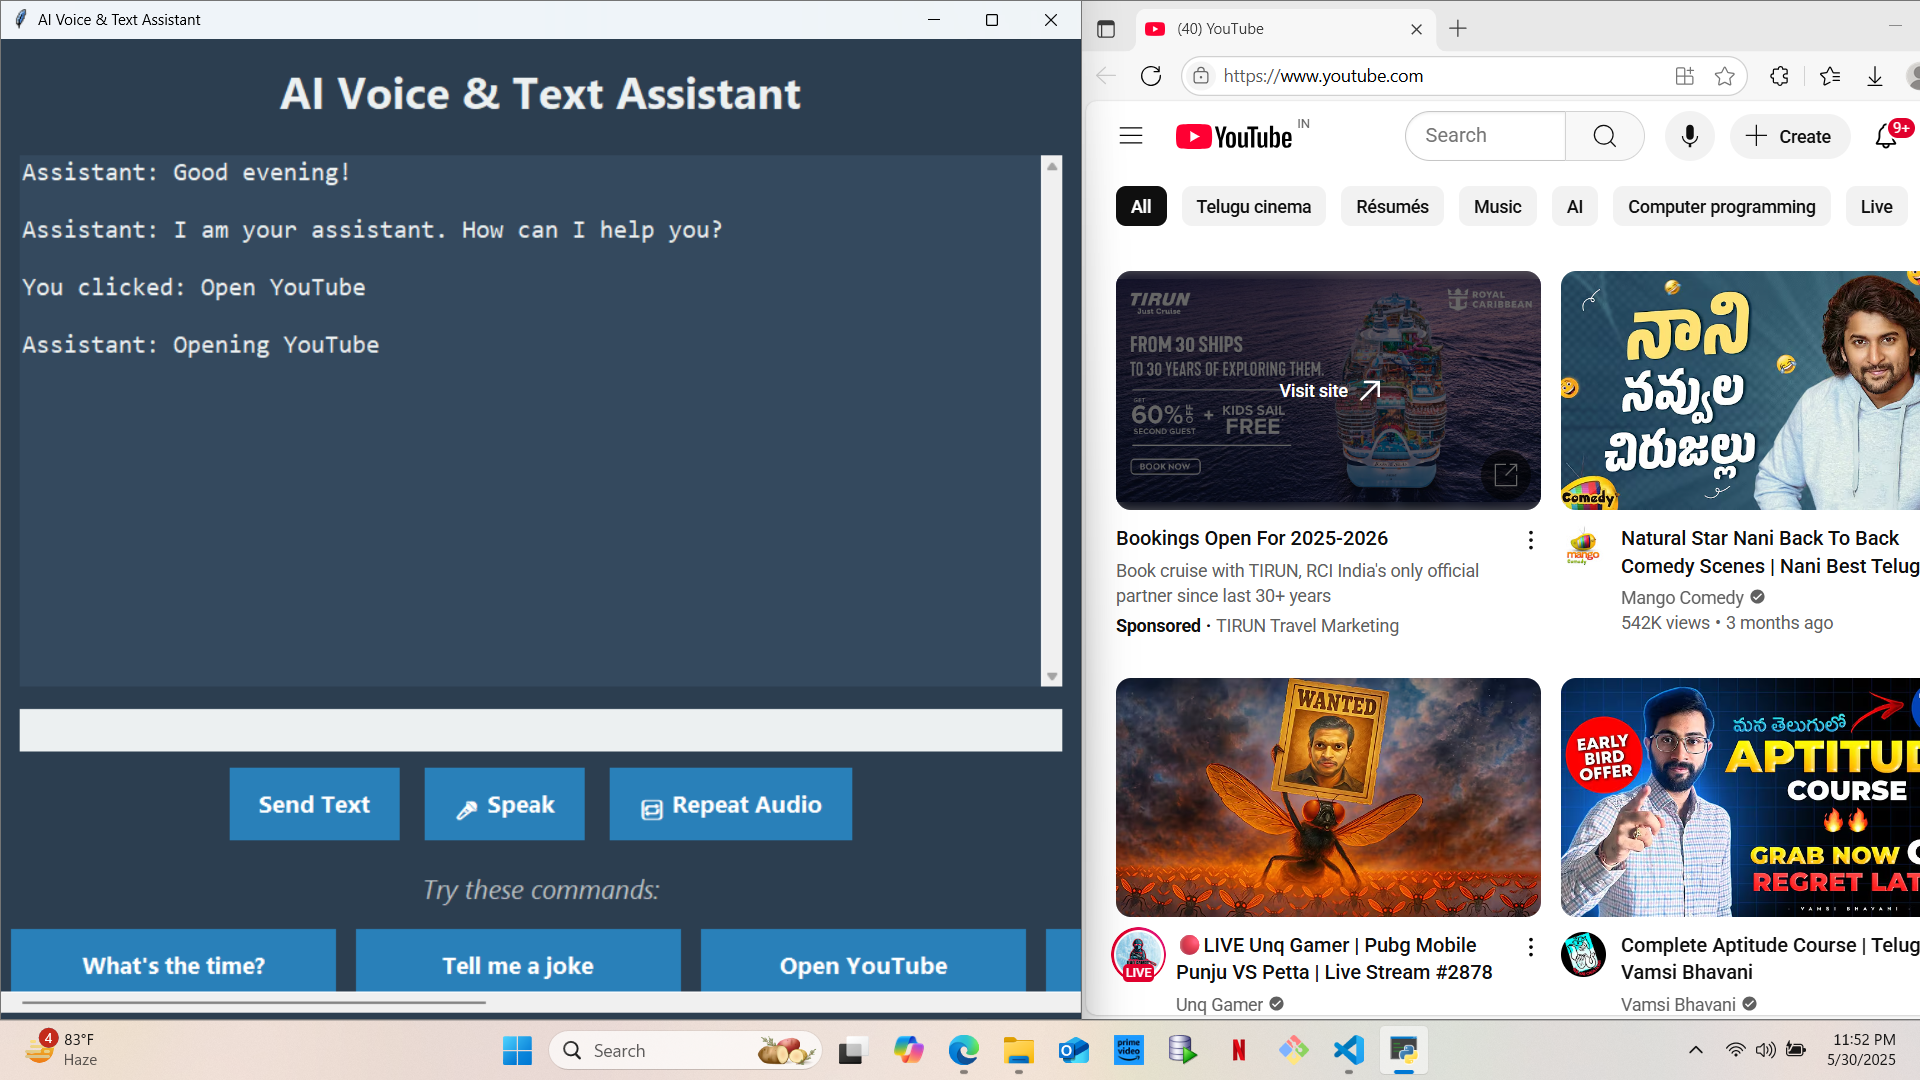 AI Voice & Text Assistant
AI Voice & Text Assistant
Assistant: Good evening!
Assistant: I am your assistant. How can I help you?
You clicked: Open YouTube
Assistant: Opening YouTube
Send Text
Speak
Repeat Audio
Try these commands:
What's the time?
Tell me a joke
Open YouTube
(40) YouTube
https://www.youtube.com
YouTube IN
Search
Create
9+
All
Telugu cinema
Résumés
Music
AI
Computer programming
Live
TIRUN
Just Cruise
ROYAL
CARIBBEAN
FROM 30 SHIPS
TO 30 YEARS OF EXPLORING THEM.
Visit site
GET
60% OFF + KIDS SAIL
SECOND GUEST FREE
BOOK NOW
Bookings Open For 2025-2026
Book cruise with TIRUN, RCI India's only official
partner since last 30+ years
Sponsored · TIRUN Travel Marketing
నాని
నవ్వుల
చిరుజల్లు
Comedy
mango
Comedy
Natural Star Nani Back To Back
Comedy Scenes | Nani Best Telug
Mango Comedy
542K views • 3 months ago
WANTED
LIVE
LIVE Unq Gamer | Pubg Mobile
Punju VS Petta | Live Stream #2878
Unq Gamer
EARLY
BIRD
OFFER
మన తెలుగులో
APTITUD
COURSE
GRAB NOW
REGRET LAT
VAMSI BHAVANI
Complete Aptitude Course | Telug
Vamsi Bhavani
Vamsi Bhavani
4
83°F
Haze
Search
prime
video
N
11:52 PM
5/30/2025